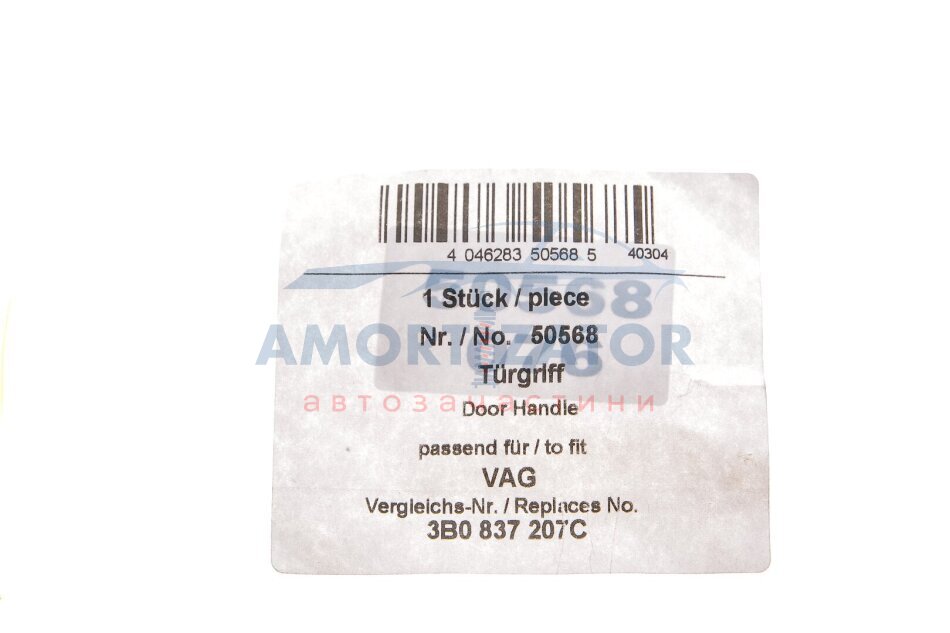 4 046283 50568 5 40304
1 Stück / piece
50568
Nr. / No. 50568
AMORTIZATOR
Türgriff
автозапчастини
Door Handle
passend für / to fit
VAG
Vergleichs-Nr. / Replaces No.
3B0 837 207C